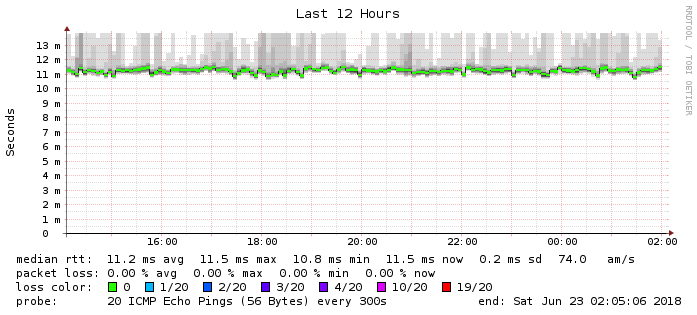 Last 12 Hours
RRDTOOL / TOBI OETIKER
Seconds
13 m
12 m
11 m
10 m
9 m
8 m
7 m
6 m
5 m
4 m
3 m
2 m
1 m
0
16:00 18:00 20:00 22:00 00:00 02:00
median rtt: 11.2 ms avg 11.5 ms max 10.8 ms min 11.5 ms now 0.2 ms sd 74.0 am/s
packet loss: 0.00 % avg 0.00 % max 0.00 % min 0.00 % now
loss color: 0 1/20 2/20 3/20 4/20 10/20 19/20
probe: 20 ICMP Echo Pings (56 Bytes) every 300s end: Sat Jun 23 02:05:06 2018